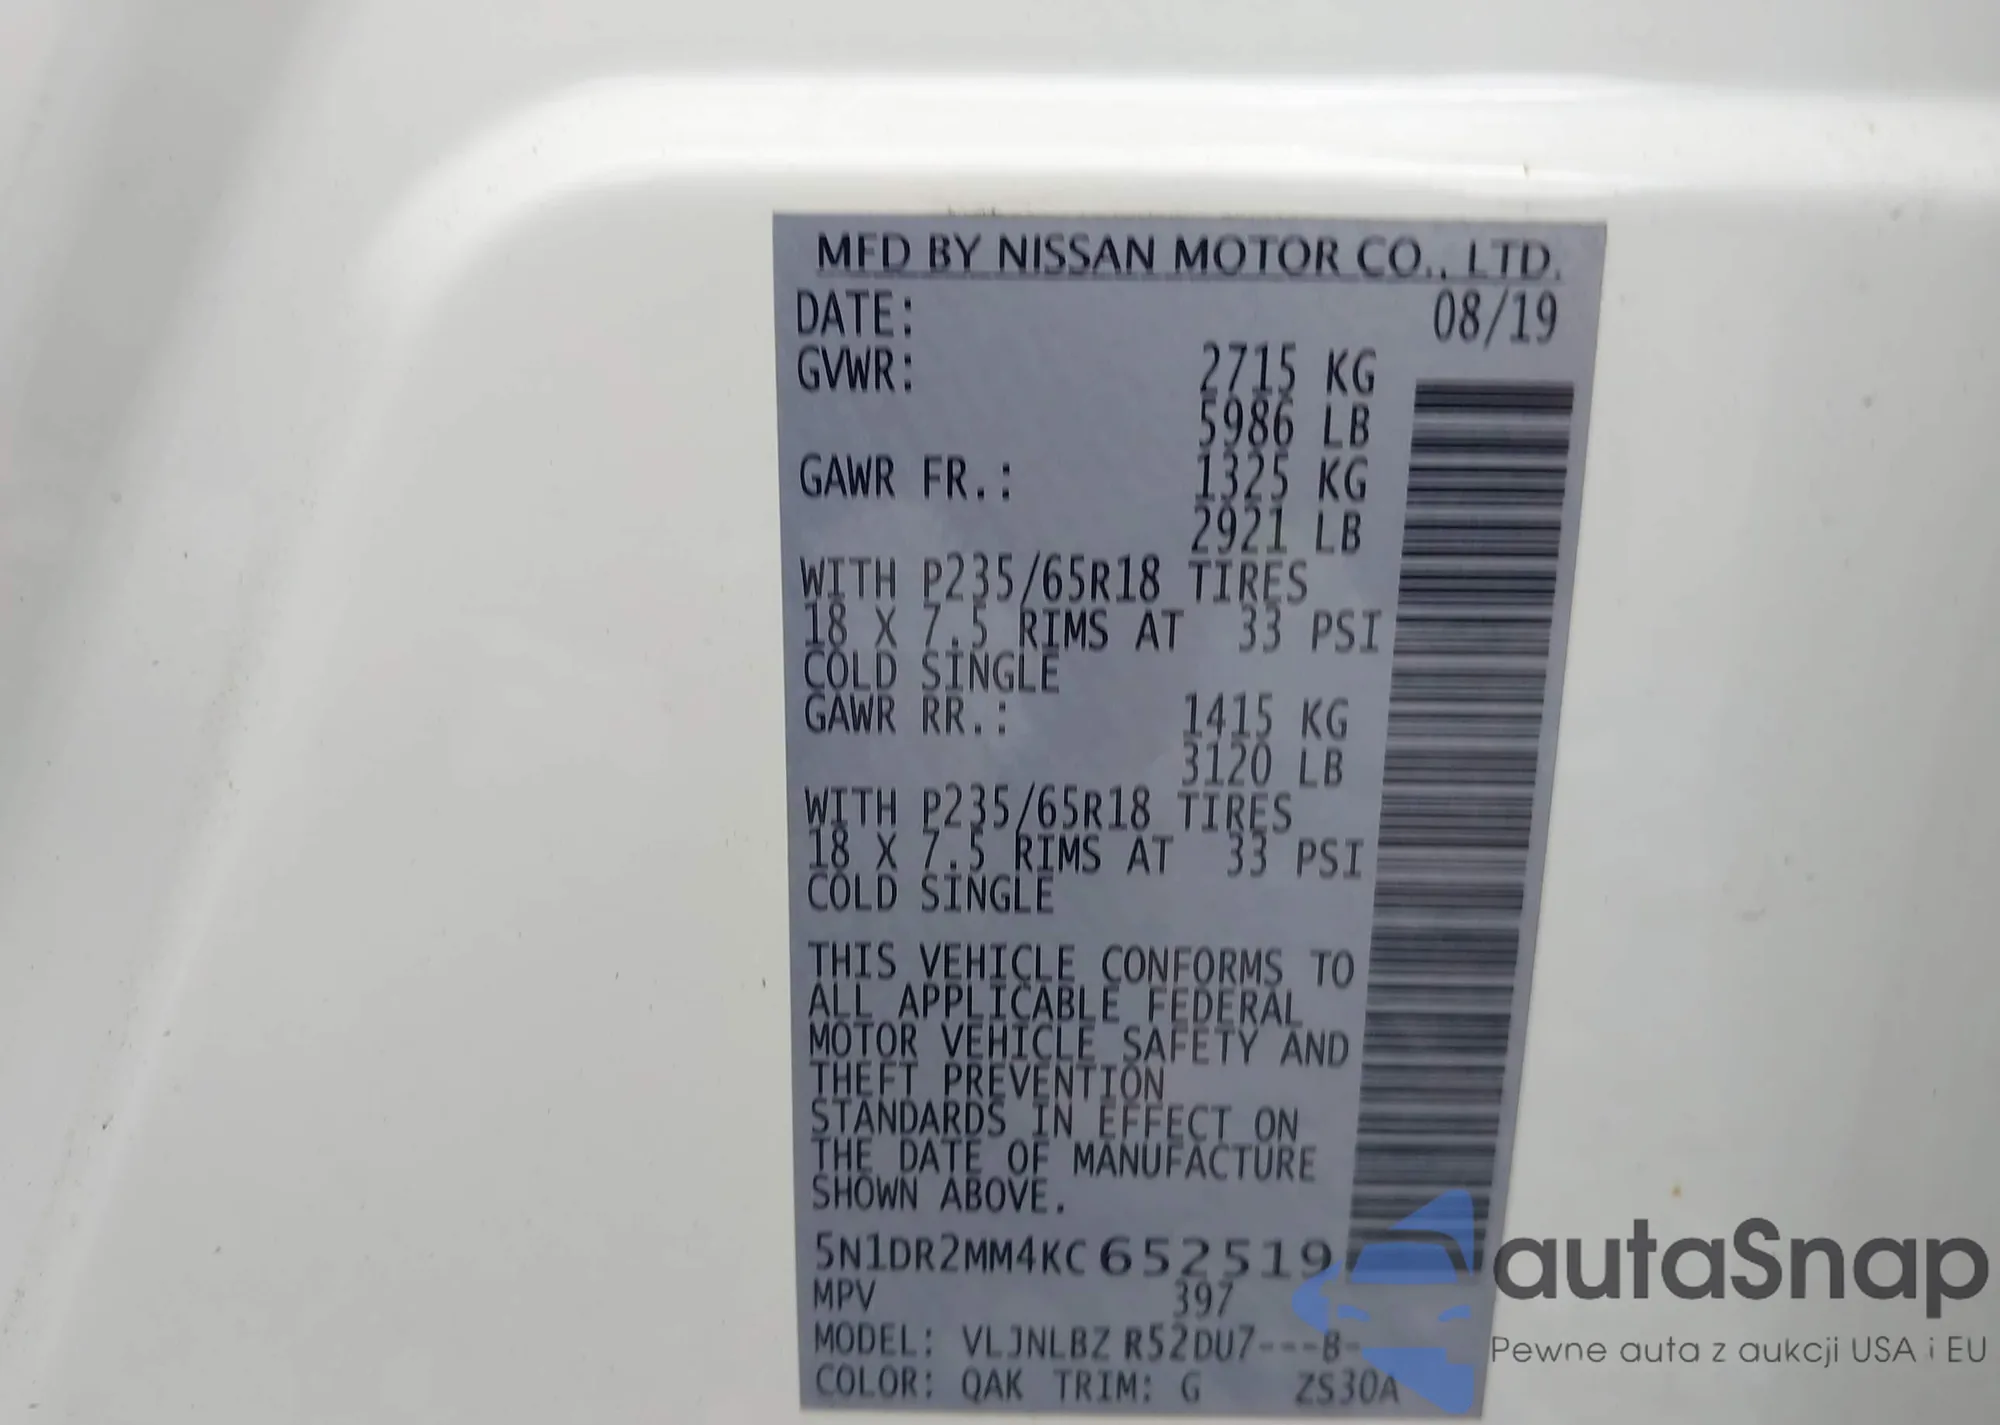 MFD BY NISSAN MOTOR CO., LTD.
DATE: 08/19
GVWR: 2715 KG
5986 LB
GAWR FR.: 1325 KG
2921 LB
WITH P235/65R18 TIRES
18 X 7.5 RIMS AT 33 PSI
COLD SINGLE
GAWR RR.: 1415 KG
3120 LB
WITH P235/65R18 TIRES
18 X 7.5 RIMS AT 33 PSI
COLD SINGLE
THIS VEHICLE CONFORMS TO
ALL APPLICABLE FEDERAL
MOTOR VEHICLE SAFETY AND
THEFT PREVENTION
STANDARDS IN EFFECT ON
THE DATE OF MANUFACTURE
SHOWN ABOVE.
5N1DR2MM4KC652519
MPV 397
MODEL: VLJNLBZ R52DU7---B-
COLOR: QAK TRIM: G ZS30A
autaSnap
Pewne auta z aukcji USA i EU